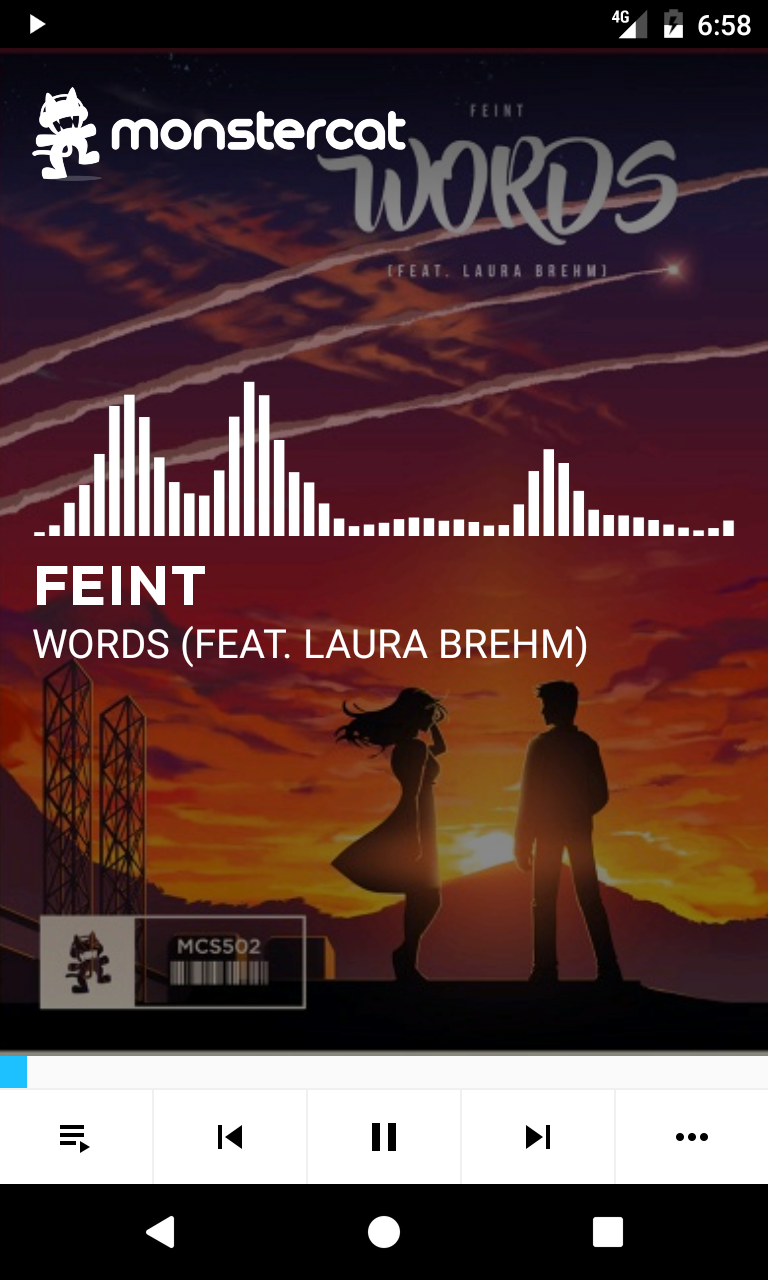 4G 6:58
monstercat
FEINT
WORDS
(FEAT. LAURA BREHM)
FEINT
WORDS (FEAT. LAURA BREHM)
MCS502